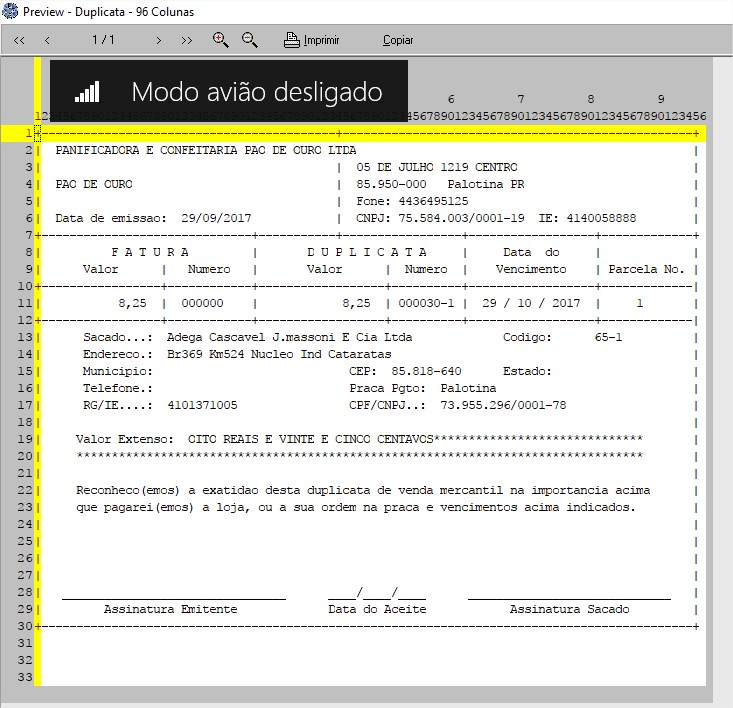 Preview - Duplicata - 96 Colunas
<< < 1 / 1 > >> Imprimir Copiar
Modo avião desligado
6 7 8 9
12 4567890123456789012345678901234567890123456
1
2 PANIFICADORA E CONFEITARIA PAO DE OURO LTDA
3 05 DE JULHO 1219 CENTRO
4 PAO DE OURO 85.950-000 Palotina PR
5 Fone: 4436495125
6 Data de emissao: 29/09/2017 CNPJ: 75.584.003/0001-19 IE: 4140058888
7
8 F A T U R A | D U P L I C A T A | Data do |
9 Valor | Numero | Valor | Numero | Vencimento | Parcela No.
10
11 8,25 | 000000 | 8,25 | 000030-1 | 29 / 10 / 2017 | 1
12
13 Sacado...: Adega Cascavel J.massoni E Cia Ltda Codigo: 65-1
14 Endereco.: Br369 Km524 Nucleo Ind Cataratas
15 Municipio: CEP: 85.818-640 Estado:
16 Telefone.: Praca Pgto: Palotina
17 RG/IE....: 4101371005 CPF/CNPJ..: 73.955.296/0001-78
18
19 Valor Extenso: OITO REAIS E VINTE E CINCO CENTAVOS******************************
20 *********************************************************************************
21
22 Reconheco(emos) a exatidao desta duplicata de venda mercantil na importancia acima
23 que pagarei(emos) a loja, ou a sua ordem na praca e vencimentos acima indicados.
24
25
26
27
28 ________________________________ ____/____/____ _____________________________
29 Assinatura Emitente Data do Aceite Assinatura Sacado
30
31
32
33